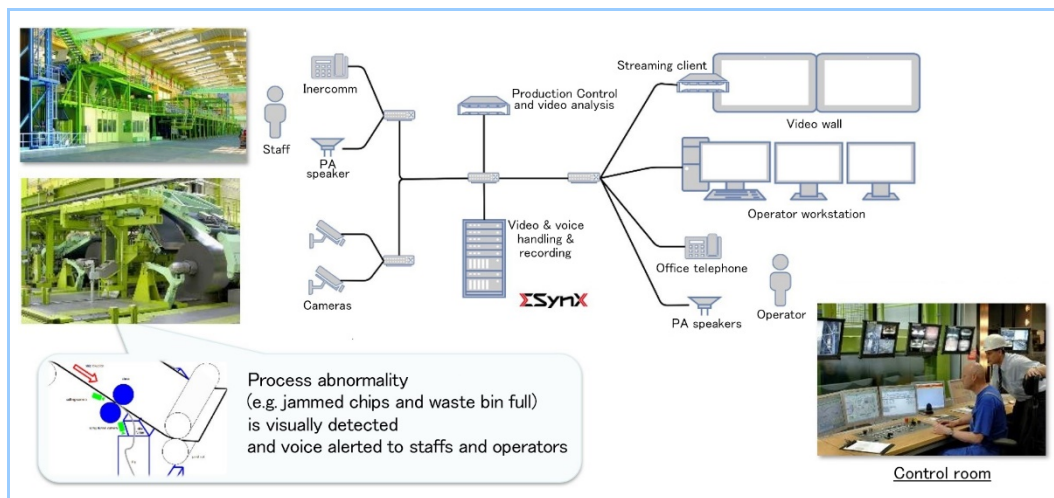 Inercomm
Staff
PA
speaker
Cameras
Production Control
and video analysis
Video & voice
handling &
recording
ΣSynX
Streaming client
Video wall
Operator workstation
Office telephone
PA speakers
Operator
Process abnormality
(e.g. jammed chips and waste bin full)
is visually detected
and voice alerted to staffs and operators
Control room